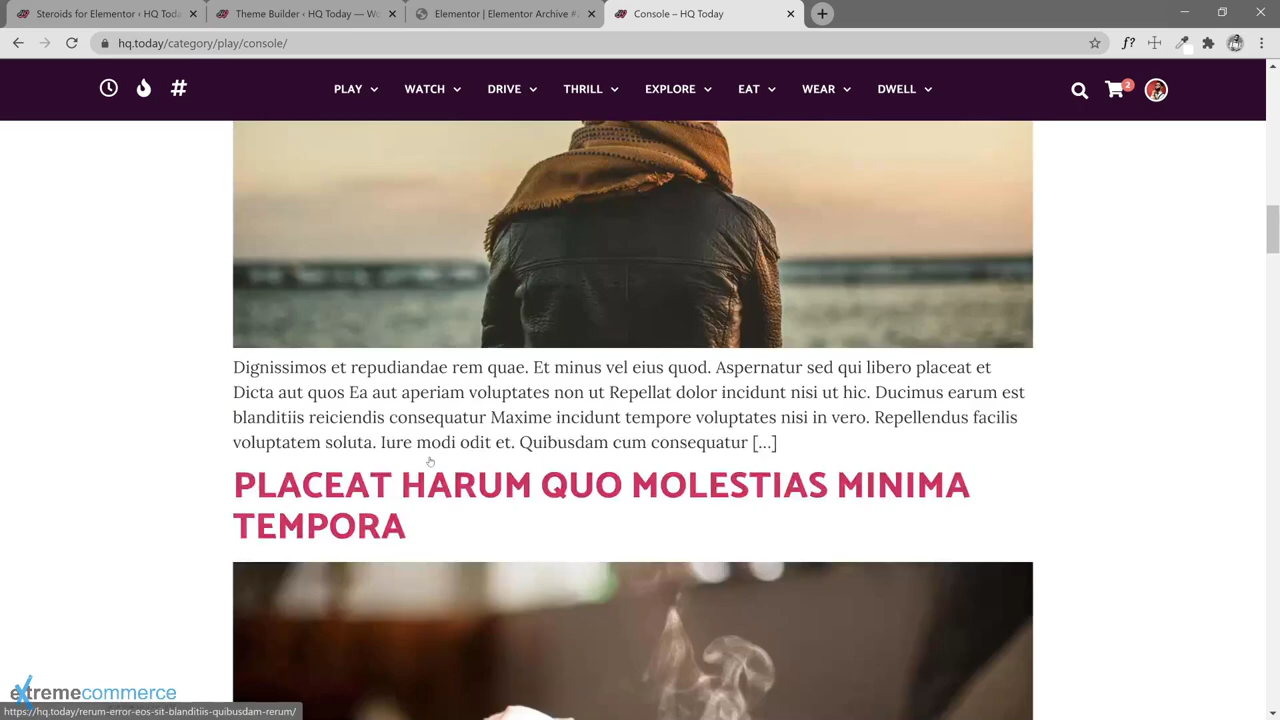 Steroids for Elementor ‹ HQ Toda
Theme Builder ‹ HQ Today — Wo
Elementor | Elementor Archive #
Console – HQ Today
hq.today/category/play/console/
f?
PLAY
WATCH
DRIVE
THRILL
EXPLORE
EAT
WEAR
DWELL
2
Dignissimos et repudiandae rem quae. Et minus vel eius quod. Aspernatur sed qui libero placeat et
Dicta aut quos Ea aut aperiam voluptates non ut Repellat dolor incidunt nisi ut hic. Ducimus earum est
blanditiis reiciendis consequatur Maxime incidunt tempore voluptates nisi in vero. Repellendus facilis
voluptatem soluta. Iure modi odit et. Quibusdam cum consequatur […]
PLACEAT HARUM QUO MOLESTIAS MINIMA
TEMPORA
extremecommerce
https://hq.today/rerum-error-eos-sit-blanditiis-quibusdam-rerum/